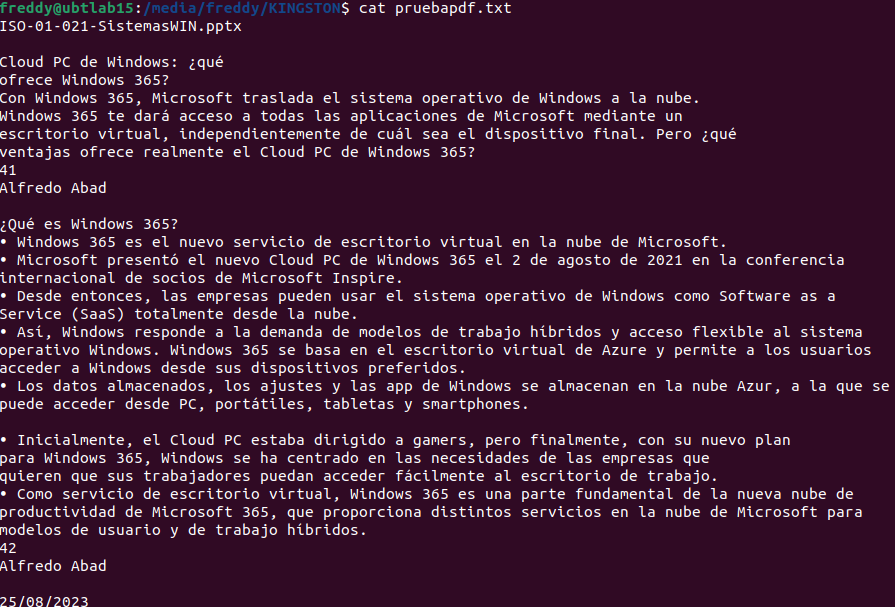 freddy@ubtlab15:/media/freddy/KINGSTON$ cat pruebapdf.txt
ISO-01-021-SistemasWIN.pptx
Cloud PC de Windows: ¿qué
ofrece Windows 365?
Con Windows 365, Microsoft traslada el sistema operativo de Windows a la nube.
Windows 365 te dará acceso a todas las aplicaciones de Microsoft mediante un
escritorio virtual, independientemente de cuál sea el dispositivo final. Pero ¿qué
ventajas ofrece realmente el Cloud PC de Windows 365?
41
Alfredo Abad
¿Qué es Windows 365?
• Windows 365 es el nuevo servicio de escritorio virtual en la nube de Microsoft.
• Microsoft presentó el nuevo Cloud PC de Windows 365 el 2 de agosto de 2021 en la conferencia
internacional de socios de Microsoft Inspire.
• Desde entonces, las empresas pueden usar el sistema operativo de Windows como Software as a
Service (SaaS) totalmente desde la nube.
• Así, Windows responde a la demanda de modelos de trabajo híbridos y acceso flexible al sistema
operativo Windows. Windows 365 se basa en el escritorio virtual de Azure y permite a los usuarios
acceder a Windows desde sus dispositivos preferidos.
• Los datos almacenados, los ajustes y las app de Windows se almacenan en la nube Azur, a la que se
puede acceder desde PC, portátiles, tabletas y smartphones.
• Inicialmente, el Cloud PC estaba dirigido a gamers, pero finalmente, con su nuevo plan
para Windows 365, Windows se ha centrado en las necesidades de las empresas que
quieren que sus trabajadores puedan acceder fácilmente al escritorio de trabajo.
• Como servicio de escritorio virtual, Windows 365 es una parte fundamental de la nueva nube de
productividad de Microsoft 365, que proporciona distintos servicios en la nube de Microsoft para
modelos de usuario y de trabajo híbridos.
42
Alfredo Abad
25/08/2023